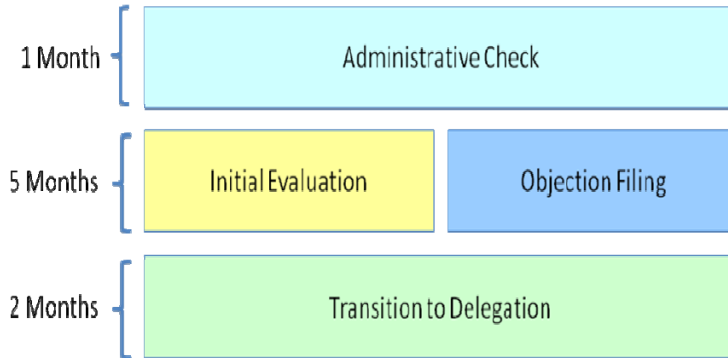 1 Month
Administrative Check
5 Months
Initial Evaluation
Objection Filing
2 Months
Transition to Delegation